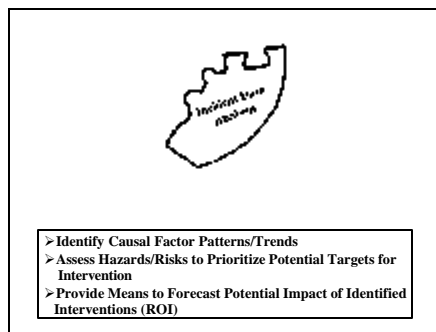 ➢Identify Causal Factor Patterns/Trends
➢Assess Hazards/Risks to Prioritize Potential Targets for
Intervention
➢Provide Means to Forecast Potential Impact of Identified
Interventions (ROI)